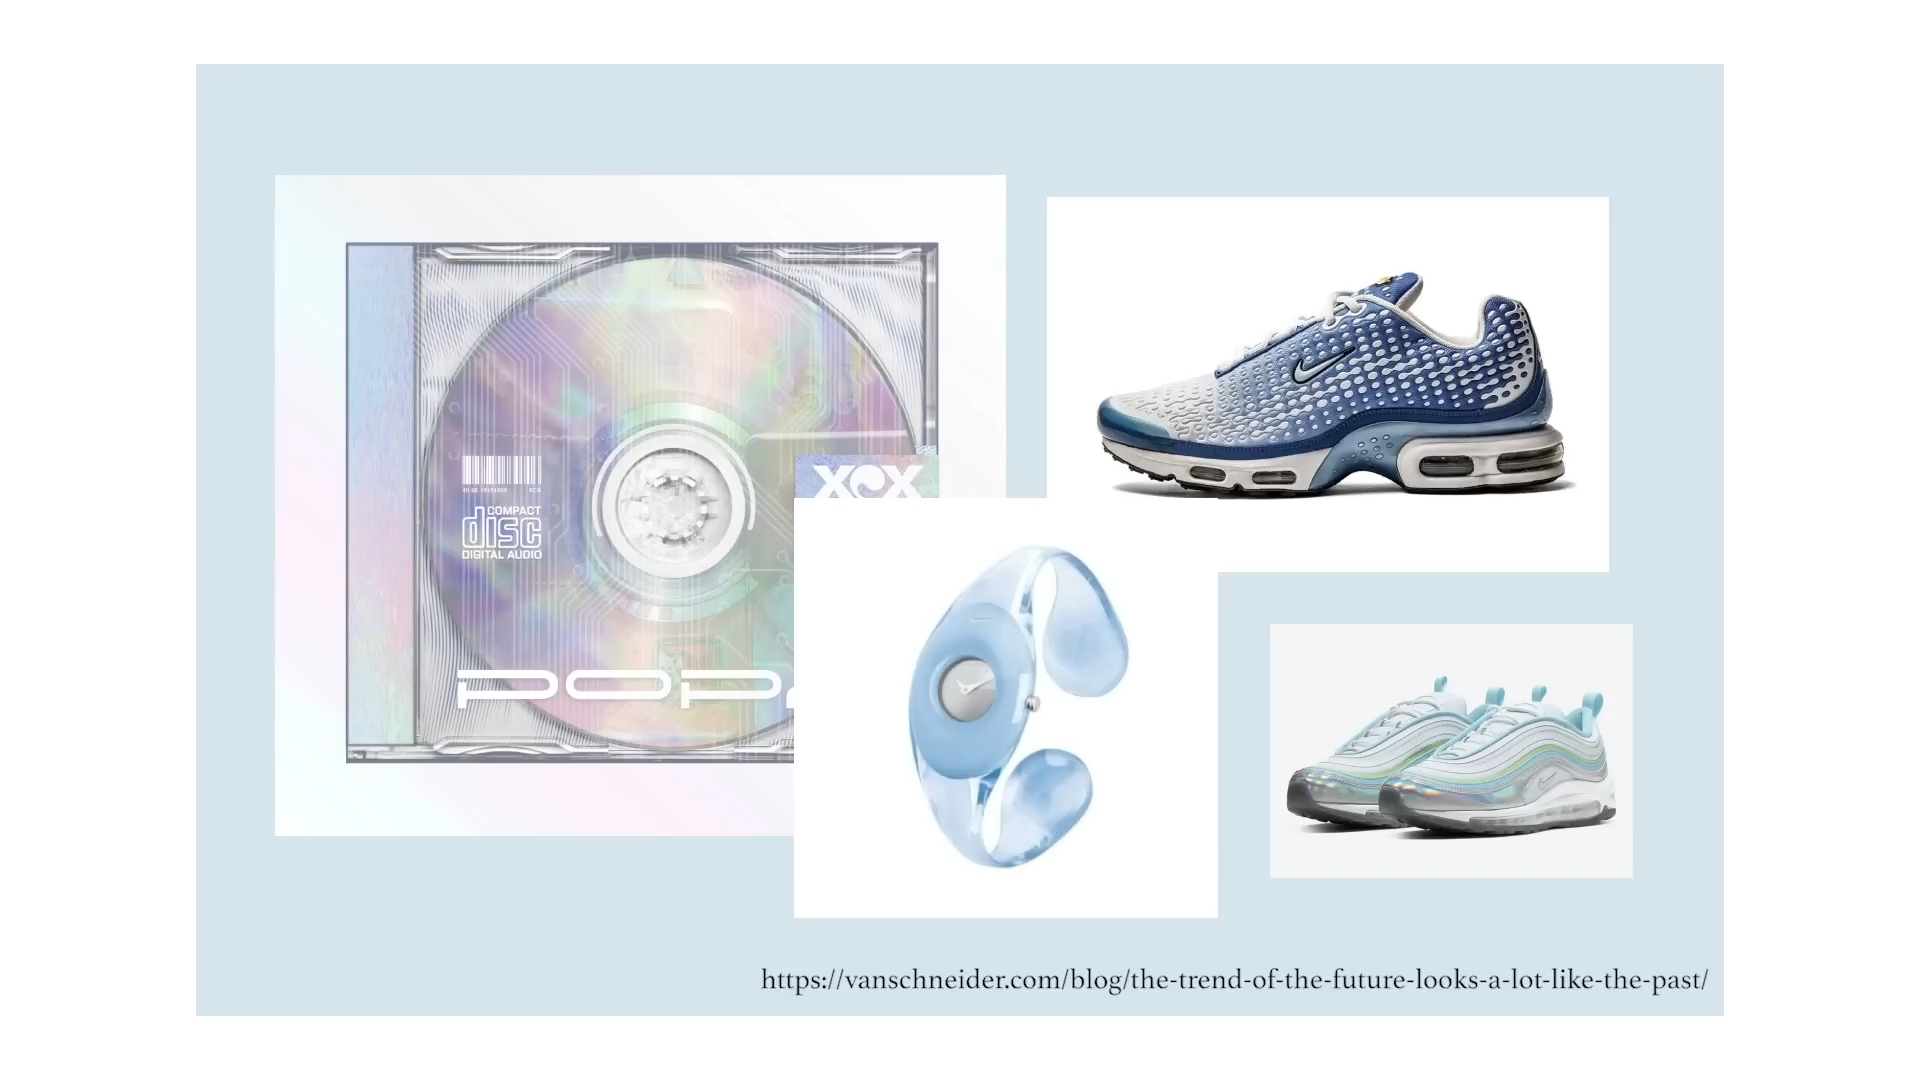 XCX
COMPACT
disc
DIGITAL AUDIO
POP
https://vanschneider.com/blog/the-trend-of-the-future-looks-a-lot-like-the-past/